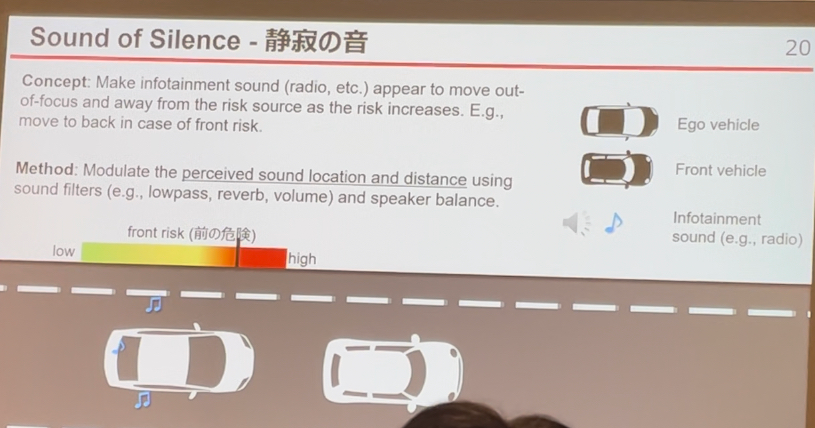 Sound of Silence - 静寂の音
20
Concept: Make infotainment sound (radio, etc.) appear to move out-
of-focus and away from the risk source as the risk increases. E.g.,
move to back in case of front risk.
Method: Modulate the perceived sound location and distance using
sound filters (e.g., lowpass, reverb, volume) and speaker balance.
Ego vehicle
Front vehicle
Infotainment
sound (e.g., radio)
front risk (前の危険)
low
high